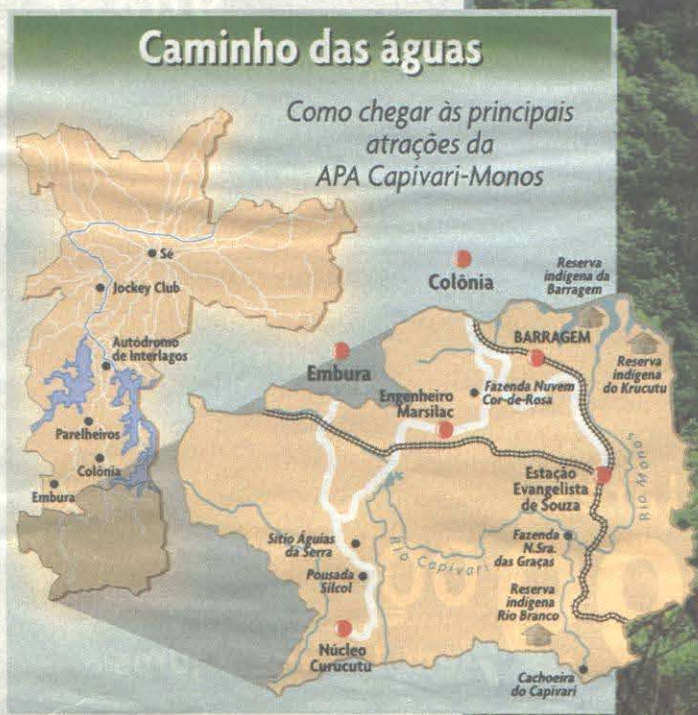 Caminho das águas
Como chegar às principais
atrações da
APA Capivari-Monos
Sé
Jockey Club
Autódromo
de Interlagos
Parelheiros
Colônia
Embura
Colônia
Reserva
indígena da
Barragem
BARRAGEM
Embura
Reserva
indígena
do Krucutu
Fazenda Nuvem
Cor-de-Rosa
Engenheiro
Marsilac
Estação
Evangelista
de Souza
Rio Monos
Sítio Águias
da Serra
Rio Capivari
Fazenda
N.Sra.
das Graças
Pousada
Silcol
Reserva
indígena
Rio Branco
Núcleo
Curucutu
Cachoeira
do Capivari